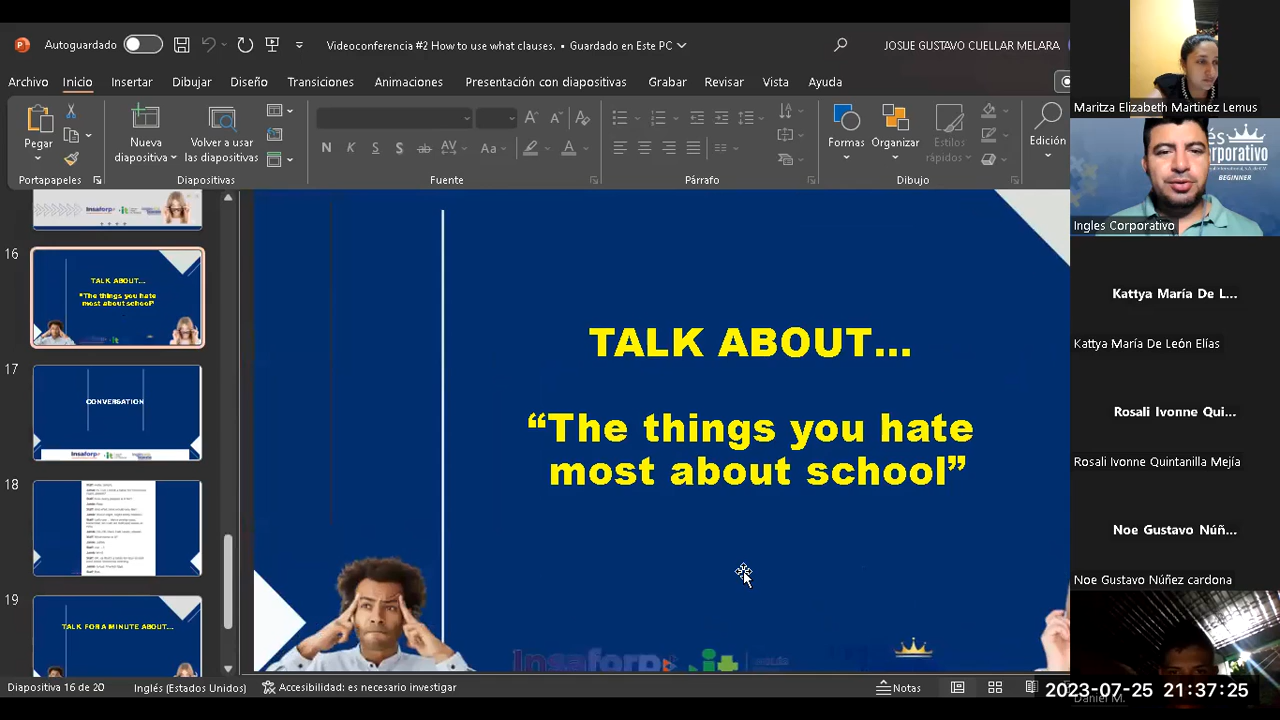 Autoguardado
Videoconferencia #2 How to use when clauses. • Guardado en Este PC
JOSUE GUSTAVO CUELLAR MELARA
Archivo Inicio Insertar Dibujar Diseño Transiciones Animaciones Presentación con diapositivas Grabar Revisar Vista Ayuda
Pegar
Nueva diapositiva
Volver a usar las diapositivas
Formas
Organizar
Estilos rápidos
Edición
N K S S AV Aa A
Portapapeles
Diapositivas
Fuente
Párrafo
Dibujo
16
TALK ABOUT...
"The things you hate
most about school"
17
CONVERSATION
18
19
TALK FOR A MINUTE ABOUT...
TALK ABOUT...
“The things you hate
most about school”
Insaforp
Diapositiva 16 de 20
Inglés (Estados Unidos)
Accesibilidad: es necesario investigar
Notas
Maritza Elizabeth Martinez Lemus
BEGINNER
Ingles Corporativo
Kattya María De L...
Kattya María De León Elías
Rosali Ivonne Qui...
Rosali Ivonne Quintanilla Mejía
Noe Gustavo Núñ...
Noe Gustavo Núñez cardona
Daniel M.
2023-07-25 21:37:25